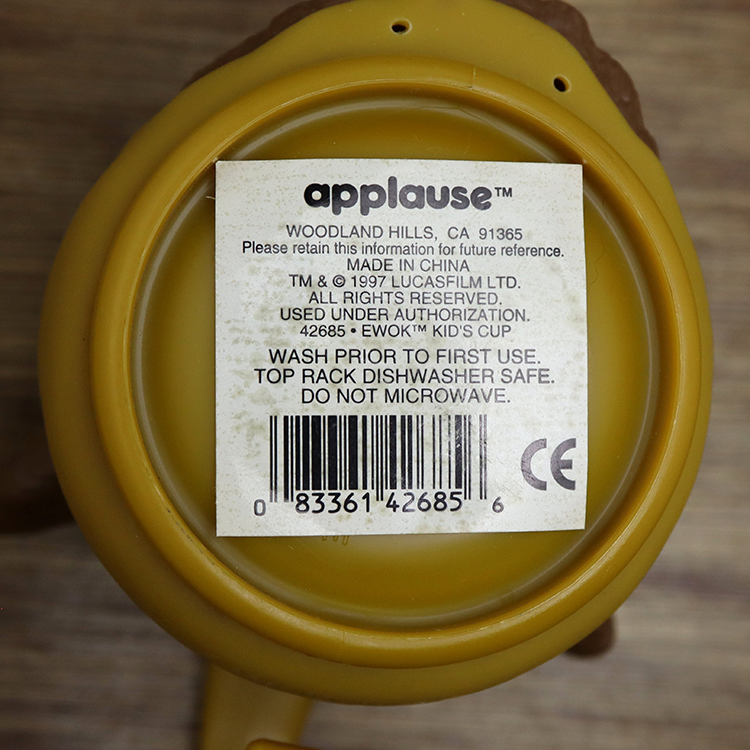 applause™
WOODLAND HILLS, CA 91365
Please retain this information for future reference.
MADE IN CHINA
TM & © 1997 LUCASFILM LTD.
ALL RIGHTS RESERVED.
USED UNDER AUTHORIZATION.
42685 • EWOK™ KID'S CUP
WASH PRIOR TO FIRST USE.
TOP RACK DISHWASHER SAFE.
DO NOT MICROWAVE.
CE
0 83361 42685 6